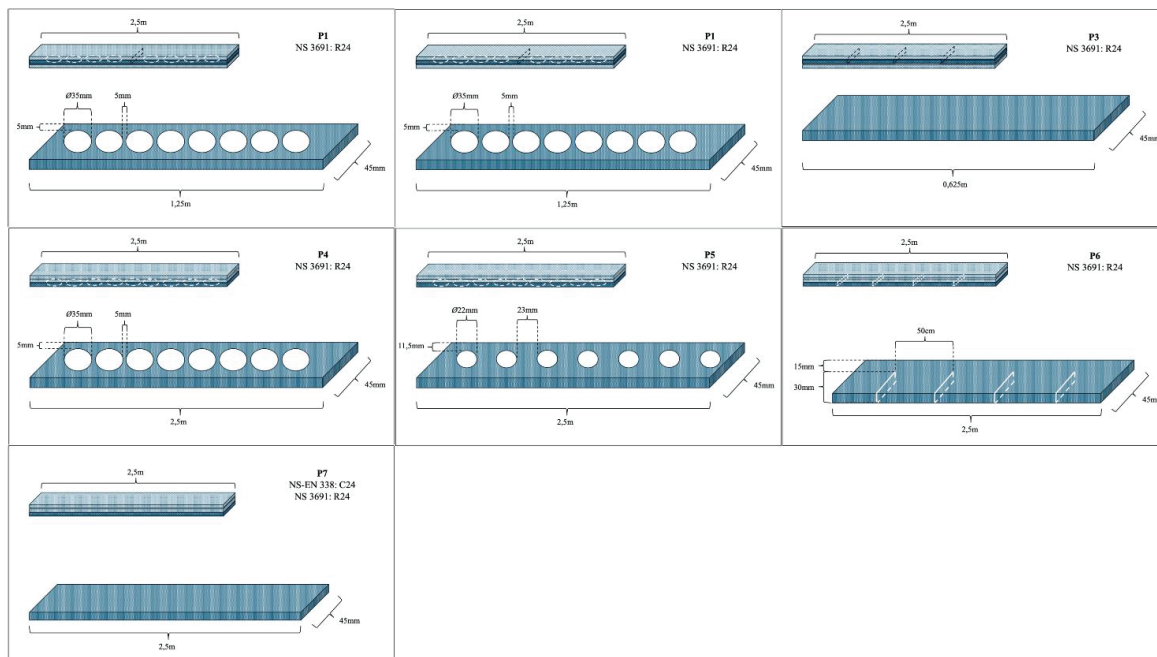 2,5m
P1
NS 3691: R24
Ø35mm
5mm
5mm
45mm
1,25m
2,5m
P1
NS 3691: R24
Ø35mm
5mm
5mm
45mm
1,25m
2,5m
P3
NS 3691: R24
45mm
0,625m
2,5m
P4
NS 3691: R24
Ø35mm
5mm
5mm
45mm
2,5m
2,5m
P5
NS 3691: R24
Ø22mm
23mm
11,5mm
45mm
2,5m
2,5m
P6
NS 3691: R24
50cm
15mm
30mm
45mm
2,5m
2,5m
P7
NS-EN 338: C24
NS 3691: R24
45mm
2,5m